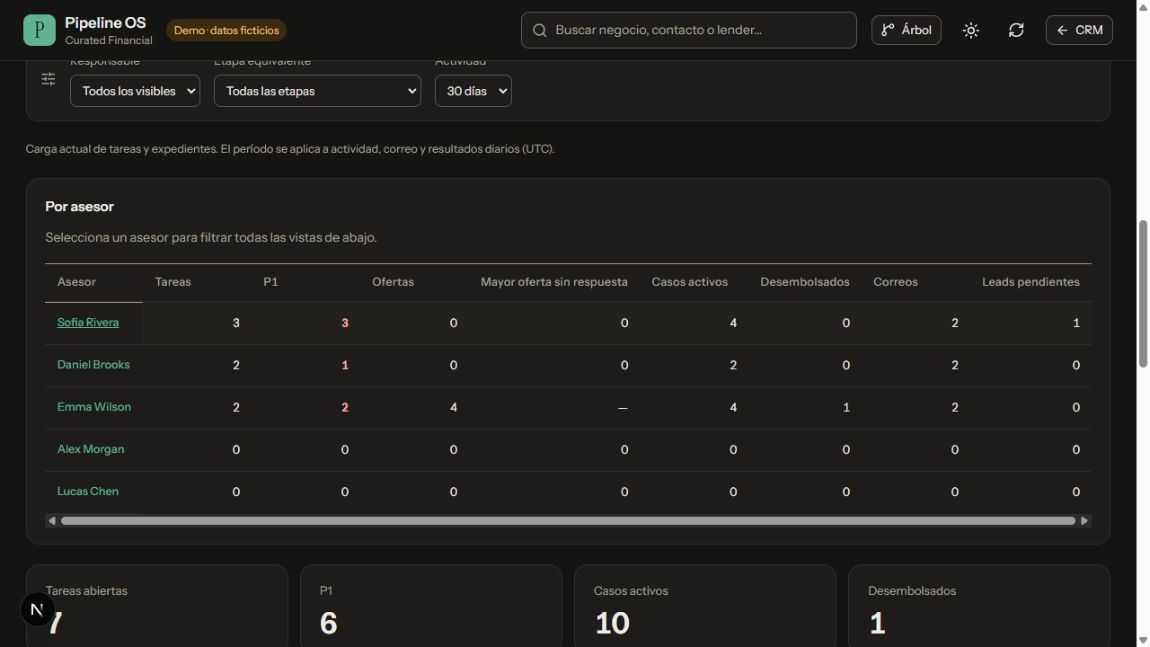 P
Pipeline OS
Curated Financial
Demo · datos ficticios
Buscar negocio, contacto o lender...
Árbol
CRM
Responsable
Etapa equivalente
Actividad
Todos los visibles
Todas las etapas
30 días
Carga actual de tareas y expedientes. El período se aplica a actividad, correo y resultados diarios (UTC).
Por asesor
Selecciona un asesor para filtrar todas las vistas de abajo.
Asesor Tareas P1 Ofertas Mayor oferta sin respuesta Casos activos Desembolsados Correos Leads pendientes
Sofia Rivera 3 3 0 0 4 0 2 1
Daniel Brooks 2 1 0 0 2 0 2 0
Emma Wilson 2 2 4 — 4 1 2 0
Alex Morgan 0 0 0 0 0 0 0 0
Lucas Chen 0 0 0 0 0 0 0 0
Tareas abiertas
7
P1
6
Casos activos
10
Desembolsados
1
N